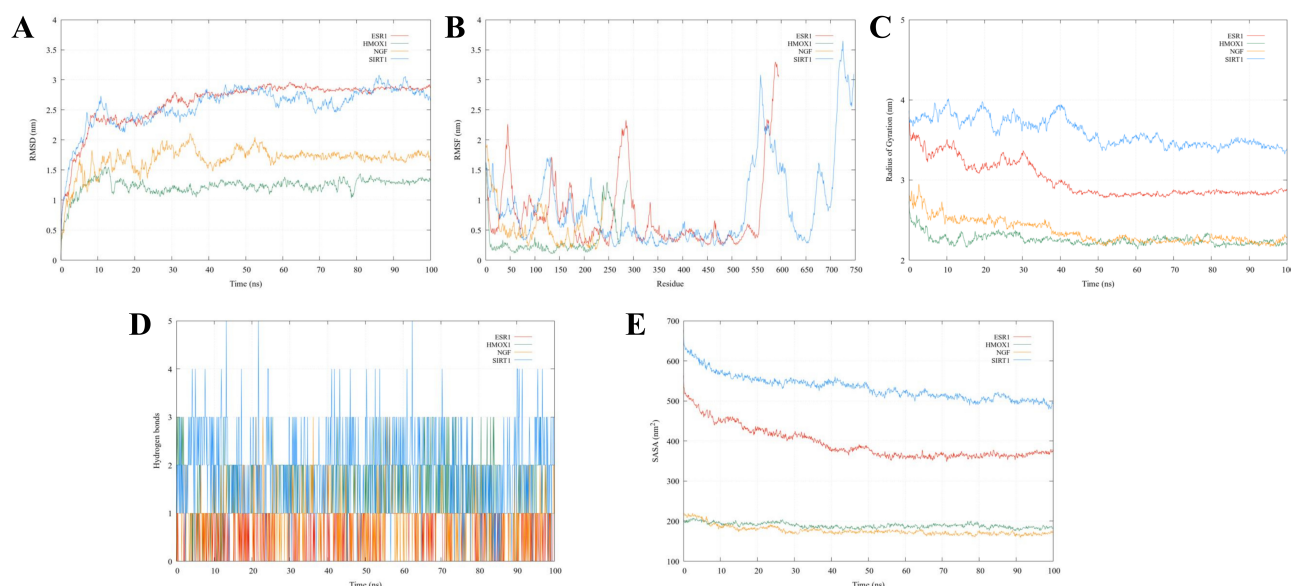 A
4
3.5
3
2.5
2
1.5
1
0.5
0
RMSD (nm)
0 10 20 30 40 50 60 70 80 90 100
Time (ns)
ESR1
HMOX1
NGF
SIRT1
B
4
3.5
3
2.5
2
1.5
1
0.5
0
RMSF (nm)
0 50 100 150 200 250 300 350 400 450 500 550 600 650 700 750
Residue
ESR1
HMOX1
NGF
SIRT1
C
5
4
3
2
Radius of Gyration (nm)
0 10 20 30 40 50 60 70 80 90 100
Time (ns)
ESR1
HMOX1
NGF
SIRT1
D
5
4
3
2
1
0
Hydrogen bonds
0 10 20 30 40 50 60 70 80 90 100
Time (ns)
ESR1
HMOX1
NGF
SIRT1
E
700
600
500
400
300
200
100
SASA (nm²)
0 10 20 30 40 50 60 70 80 90 100
Time (ns)
ESR1
HMOX1
NGF
SIRT1